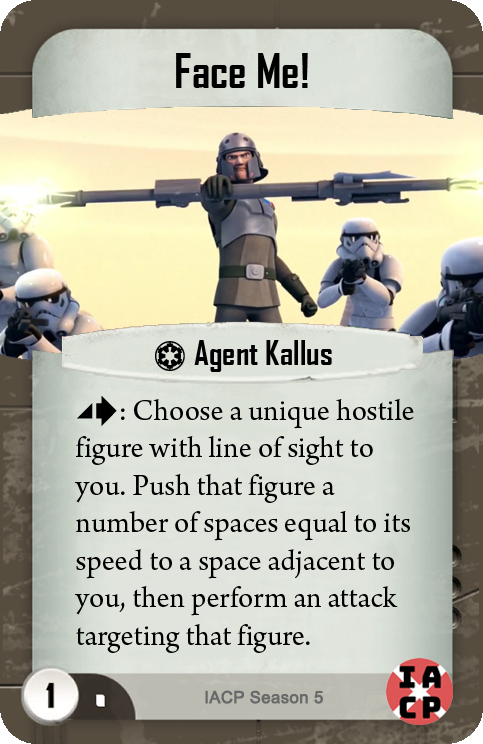 Face Me!
Agent Kallus
: Choose a unique hostile
figure with line of sight to
you. Push that figure a
number of spaces equal to its
speed to a space adjacent to
you, then perform an attack
targeting that figure.
1
IACP Season 5
IA
CP